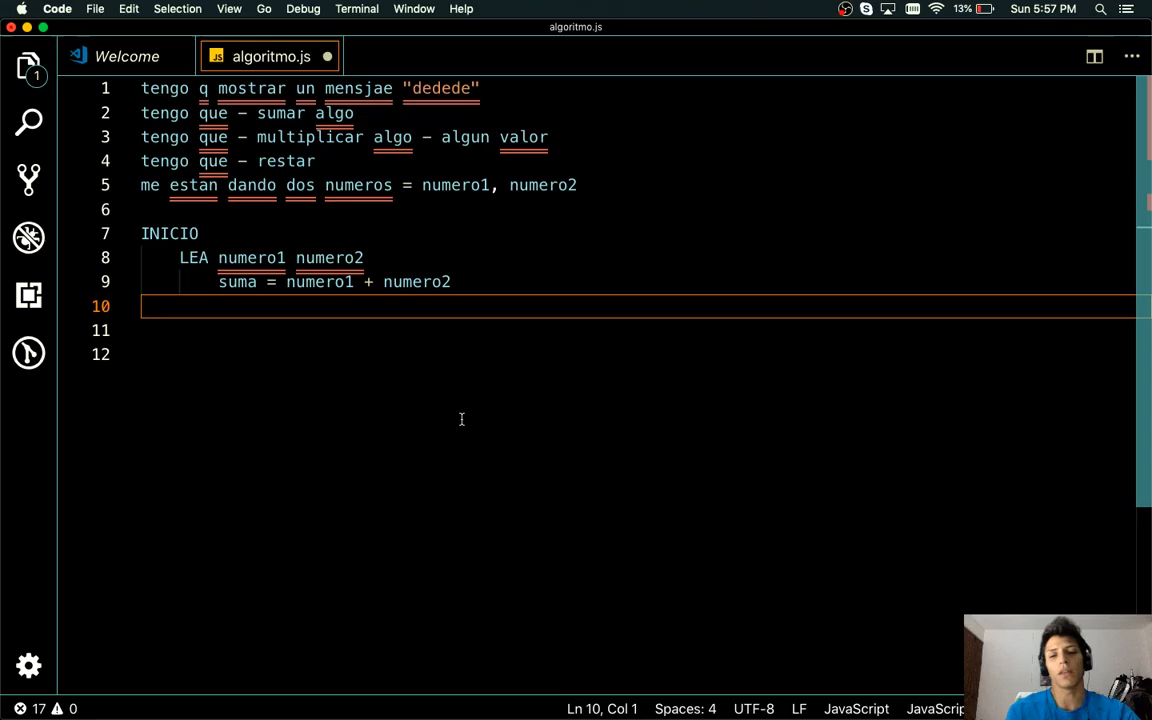 Code File Edit Selection View Go Debug Terminal Window Help 13% Sun 5:57 PM
algoritmo.js
Welcome JS algoritmo.js
1
1 tengo q mostrar un mensjae "dedede"
2 tengo que - sumar algo
3 tengo que - multiplicar algo - algun valor
4 tengo que - restar
5 me estan dando dos numeros = numero1, numero2
6
7 INICIO
8 LEA numero1 numero2
9 suma = numero1 + numero2
10
11
12
17 0 Ln 10, Col 1 Spaces: 4 UTF-8 LF JavaScript JavaScrip